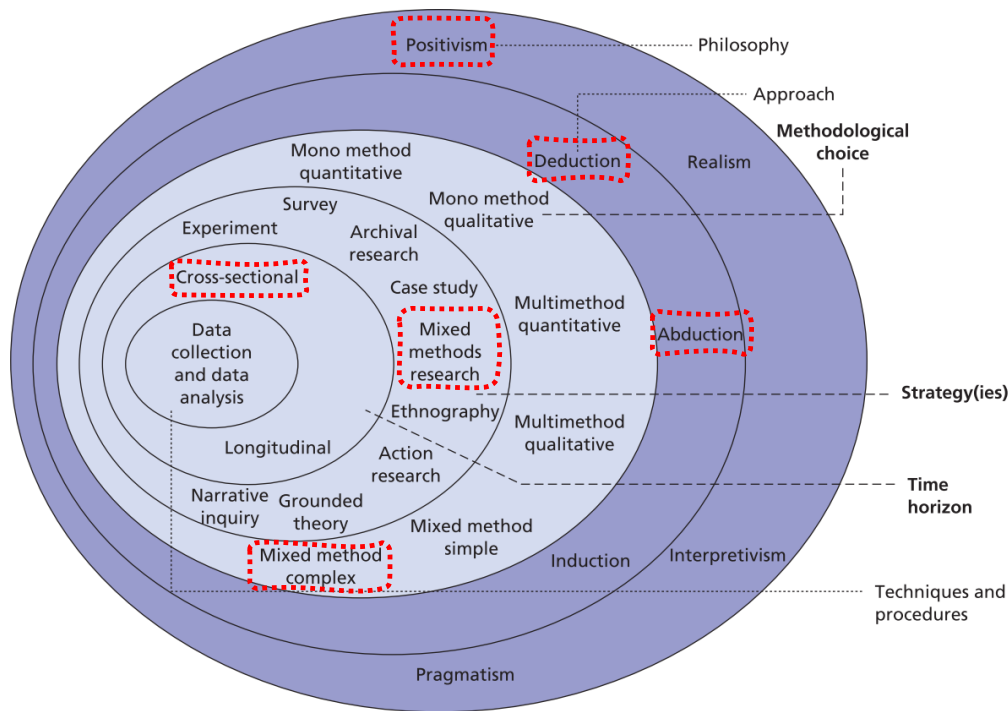 Positivism
Philosophy
Approach
Methodological
choice
Mono method
quantitative
Deduction
Realism
Mono method
qualitative
Survey
Experiment
Archival
research
Cross-sectional
Case study
Multimethod
quantitative
Data
collection
and data
analysis
Mixed
methods
research
Abduction
Strategy(ies)
Ethnography
Multimethod
qualitative
Longitudinal
Action
research
Time
horizon
Narrative
inquiry
Grounded
theory
Mixed method
simple
Mixed method
complex
Induction
Interpretivism
Techniques and
procedures
Pragmatism